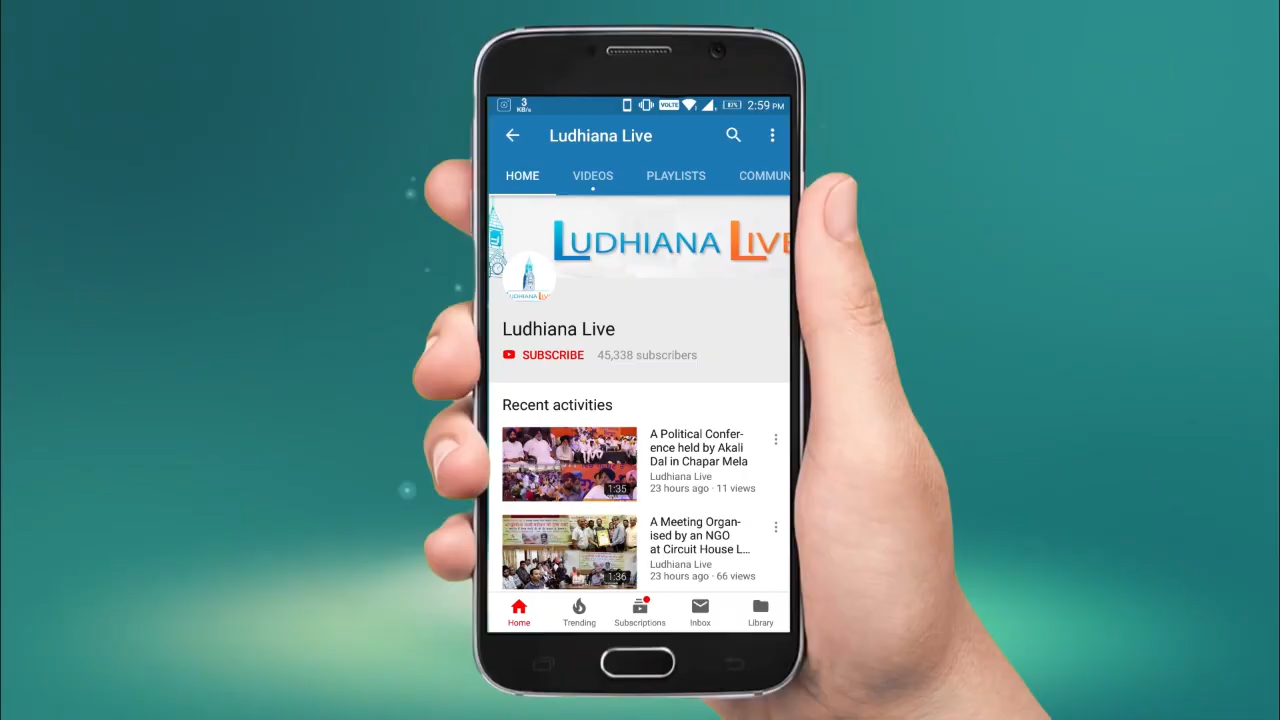 3
KB/s
VOLTE
87%
2:59 PM
Ludhiana Live
HOME
VIDEOS
PLAYLISTS
COMMUN
LUDHIANA LIVE
LUDHIANA LIV
Ludhiana Live
SUBSCRIBE
45,338 subscribers
Recent activities
A Political Confer-
ence held by Akali
Dal in Chapar Mela
Ludhiana Live
23 hours ago · 11 views
1:35
A Meeting Organ-
ised by an NGO
at Circuit House L...
Ludhiana Live
23 hours ago · 66 views
1:36
Home
Trending
Subscriptions
Inbox
Library